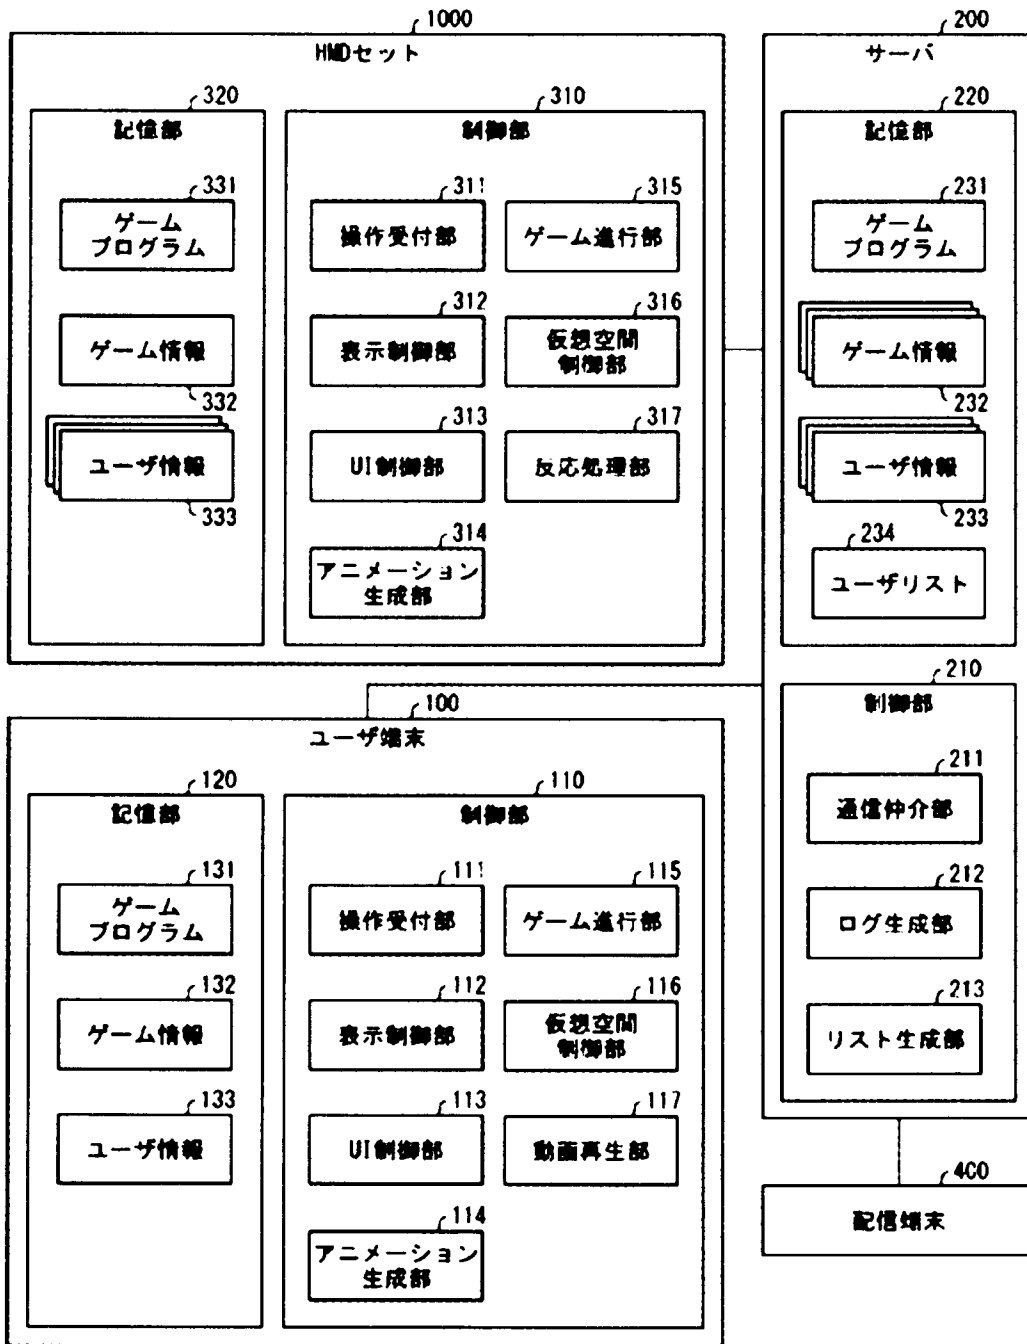 1000
HMDセット
320
記憶部
331
ゲーム
プログラム
ゲーム情報
332
ユーザ情報
333
310
制御部
311
操作受付部
315
ゲーム進行部
312
表示制御部
316
仮想空間
制御部
313
UI制御部
317
反応処理部
314
アニメーション
生成部
200
サーバ
220
記憶部
231
ゲーム
プログラム
ゲーム情報
232
ユーザ情報
233
234
ユーザリスト
210
制御部
211
通信仲介部
212
ログ生成部
213
リスト生成部
100
ユーザ端末
120
記憶部
131
ゲーム
プログラム
132
ゲーム情報
133
ユーザ情報
110
制御部
111
操作受付部
115
ゲーム進行部
112
表示制御部
116
仮想空間
制御部
113
UI制御部
117
動画再生部
114
アニメーション
生成部
400
配信端末